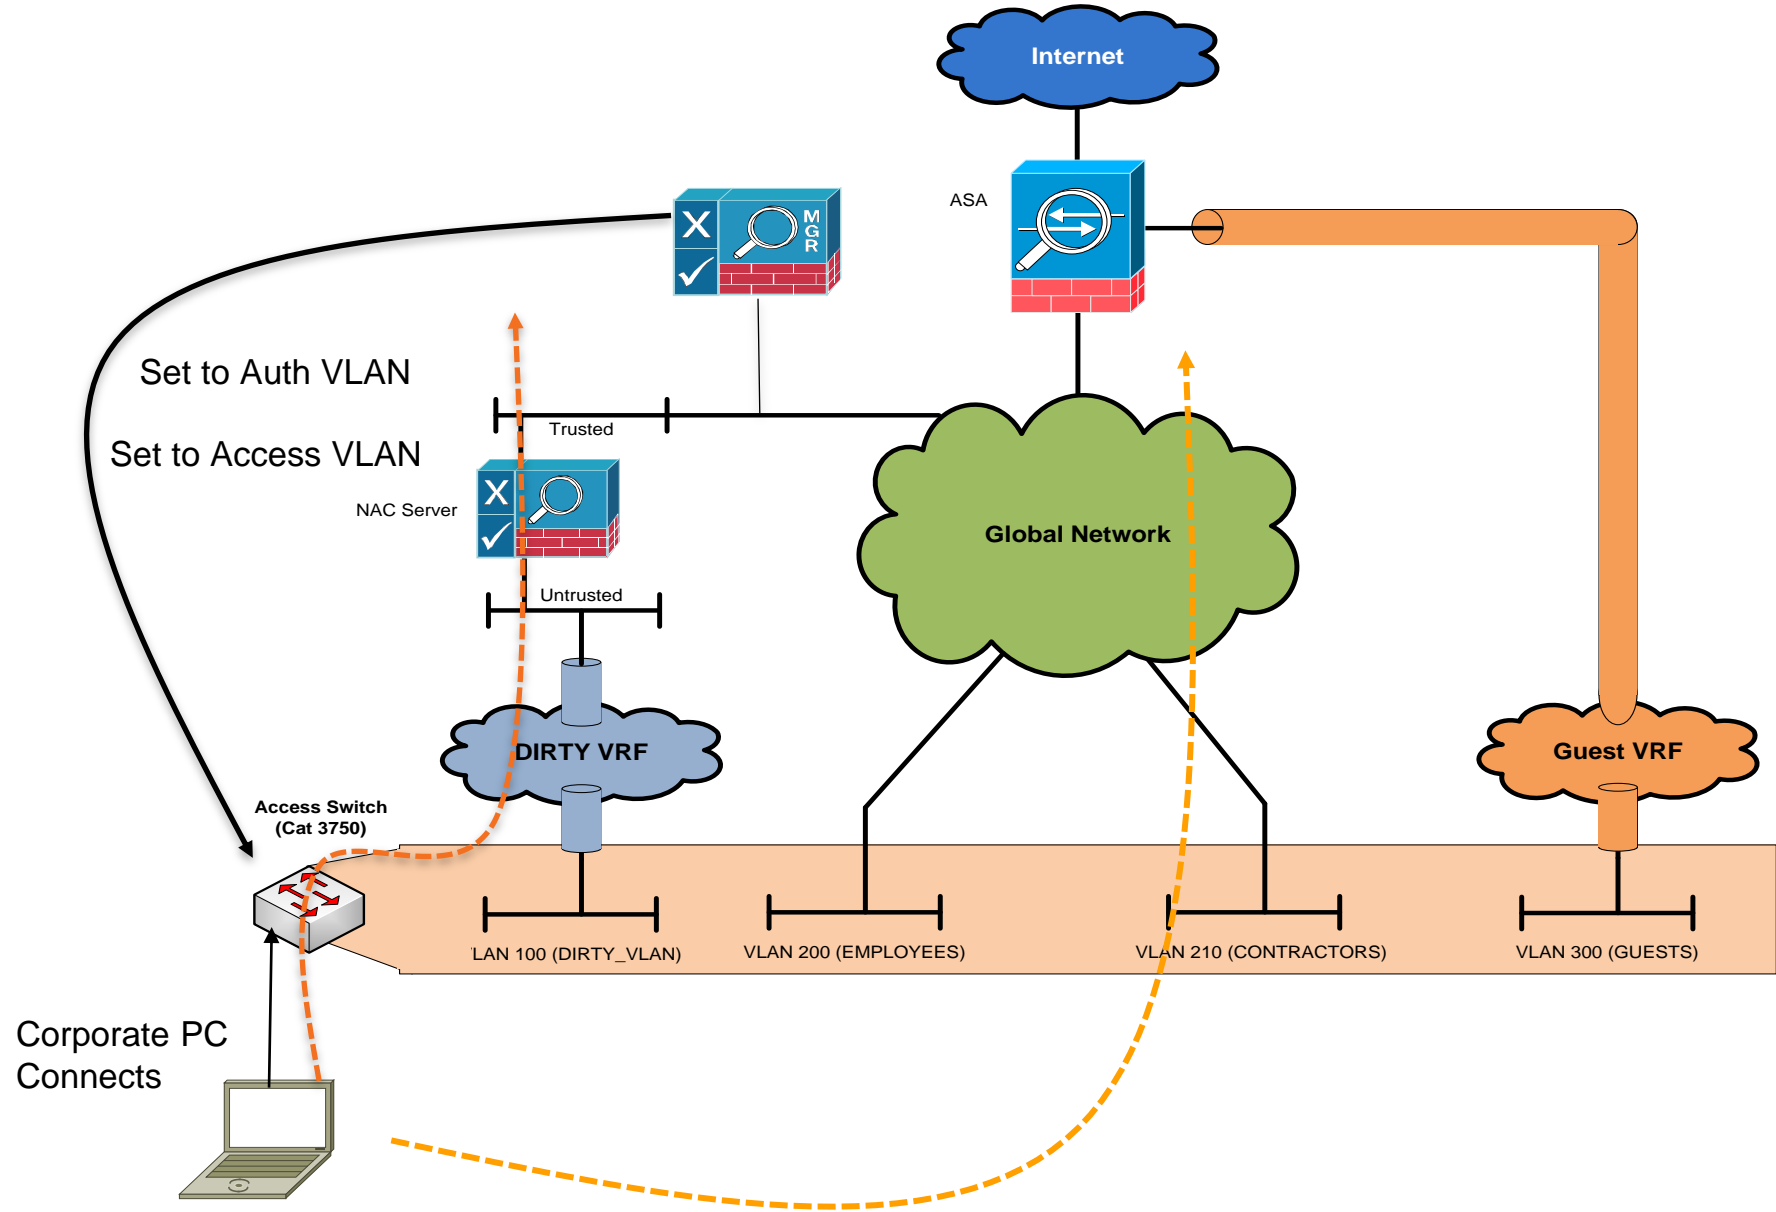 Internet
ASA
MGR
Set to Auth VLAN
Trusted
Set to Access VLAN
NAC Server
Global Network
Untrusted
DIRTY VRF
Guest VRF
Access Switch
(Cat 3750)
LAN 100 (DIRTY_VLAN)
VLAN 200 (EMPLOYEES)
VLAN 210 (CONTRACTORS)
VLAN 300 (GUESTS)
Corporate PC
Connects